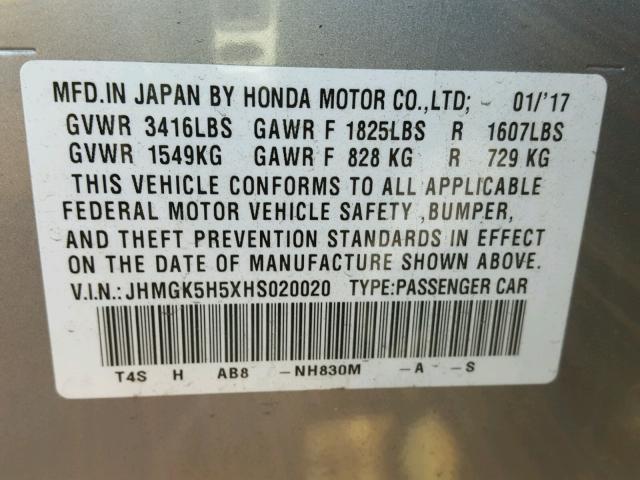 MFD.IN JAPAN BY HONDA MOTOR CO.,LTD; 01/'17
GVWR 3416LBS GAWR F 1825LBS R 1607LBS
GVWR 1549KG GAWR F 828 KG R 729 KG
THIS VEHICLE CONFORMS TO ALL APPLICABLE
FEDERAL MOTOR VEHICLE SAFETY ,BUMPER,
AND THEFT PREVENTION STANDARDS IN EFFECT
ON THE DATE OF MANUFACTURE SHOWN ABOVE.
V.I.N.:JHMGK5H5XHS020020 TYPE:PASSENGER CAR
T4S H AB8 -NH830M -A -S